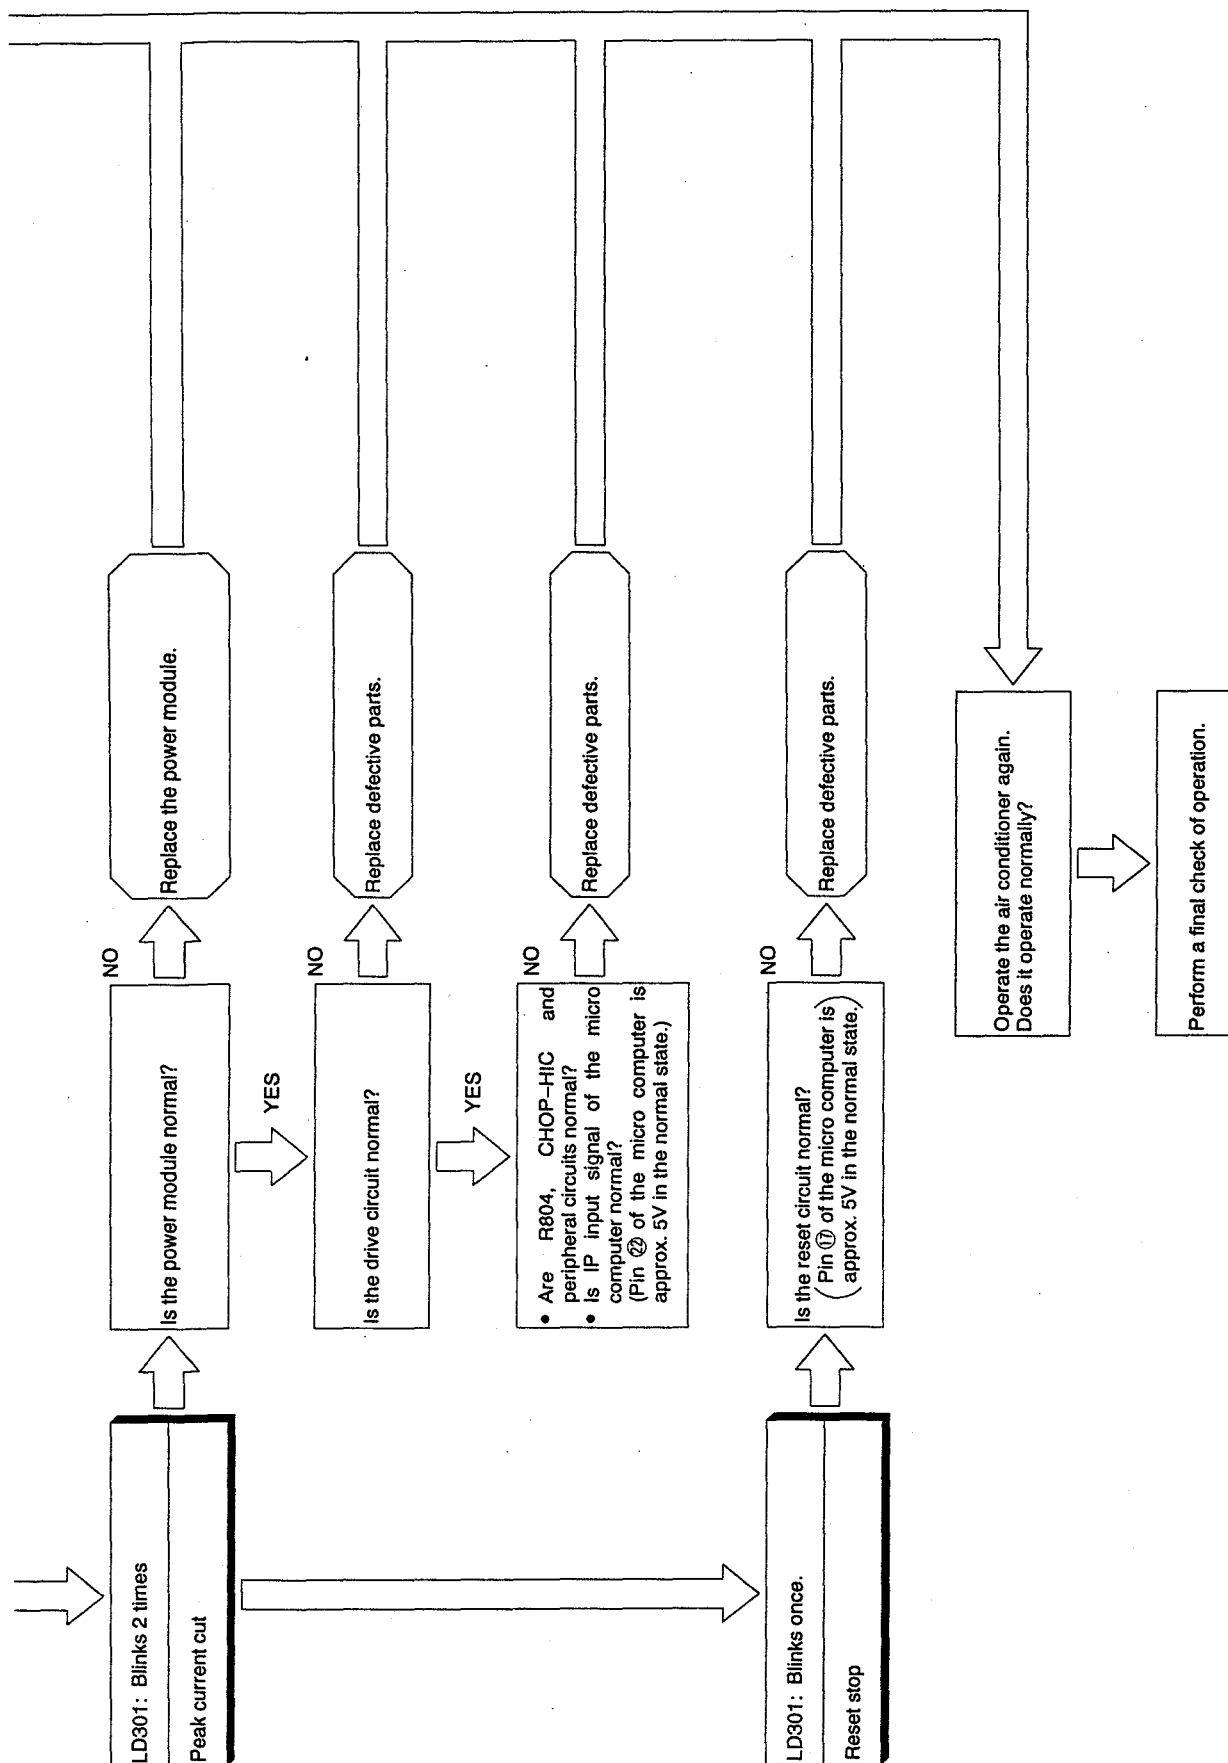 LD301: Blinks 2 times
Peak current cut
Is the power module normal?
NO
Replace the power module.
YES
Is the drive circuit normal?
NO
Replace defective parts.
YES
• Are R804, CHOP–HIC and
peripheral circuits normal?
• Is IP input signal of the micro
computer normal?
(Pin ㉒ of the micro computer is
approx. 5V in the normal state.)
NO
Replace defective parts.
LD301: Blinks once.
Reset stop
Is the reset circuit normal?
(Pin ⑰ of the micro computer is
approx. 5V in the normal state.)
NO
Replace defective parts.
Operate the air conditioner again.
Does it operate normally?
Perform a final check of operation.